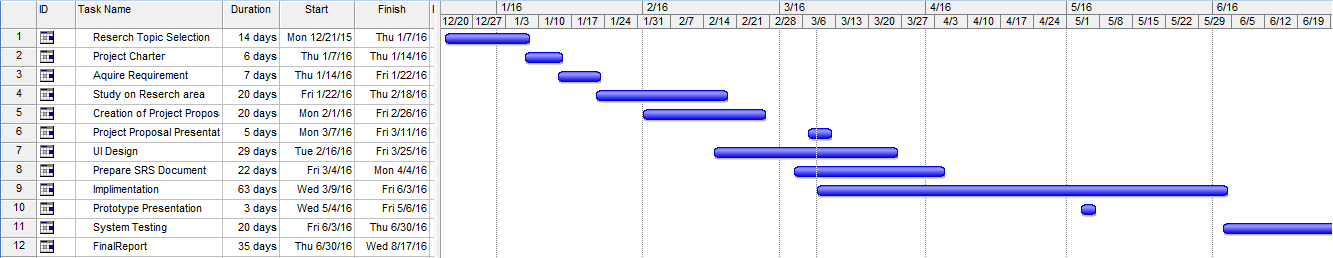 ID Task Name Duration Start Finish I 1/16 2/16 3/16 4/16 5/16 6/16
12/20 12/27 1/3 1/10 1/17 1/24 1/31 2/7 2/14 2/21 2/28 3/6 3/13 3/20 3/27 4/3 4/10 4/17 4/24 5/1 5/8 5/15 5/22 5/29 6/5 6/12 6/19
1 Reserch Topic Selection 14 days Mon 12/21/15 Thu 1/7/16
2 Project Charter 6 days Thu 1/7/16 Thu 1/14/16
3 Aquire Requirement 7 days Thu 1/14/16 Fri 1/22/16
4 Study on Reserch area 20 days Fri 1/22/16 Thu 2/18/16
5 Creation of Project Propos 20 days Mon 2/1/16 Fri 2/26/16
6 Project Proposal Presentat 5 days Mon 3/7/16 Fri 3/11/16
7 UI Design 29 days Tue 2/16/16 Fri 3/25/16
8 Prepare SRS Document 22 days Fri 3/4/16 Mon 4/4/16
9 Implimentation 63 days Wed 3/9/16 Fri 6/3/16
10 Prototype Presentation 3 days Wed 5/4/16 Fri 5/6/16
11 System Testing 20 days Fri 6/3/16 Thu 6/30/16
12 FinalReport 35 days Thu 6/30/16 Wed 8/17/16